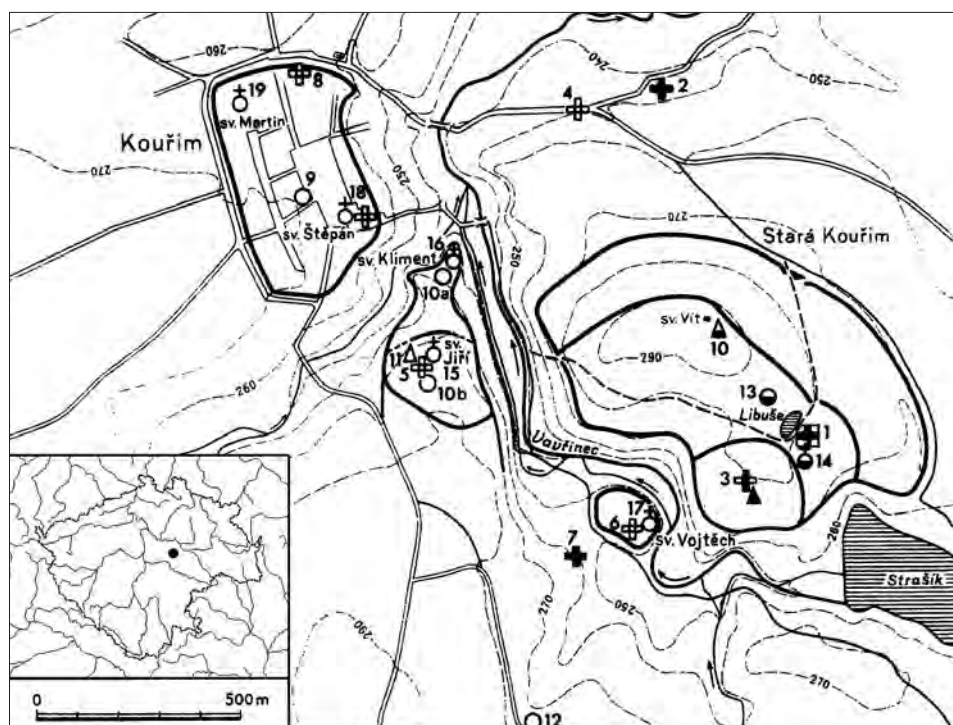 260
240
250
4
2
8
19
sv. Martin
Kouřim
270
9
18
sv. Štěpán
250
250
270
Stará Kouřim
16
sv. Kliment
10a
sv. Vít
10
290
11
sv.
Jiří
5
15
10b
260
13
Libuše
1
14
Vavřinec
3
17
6
sv. Vojtěch
7
260
Strašík
270
250
290
270
12
0 500 m